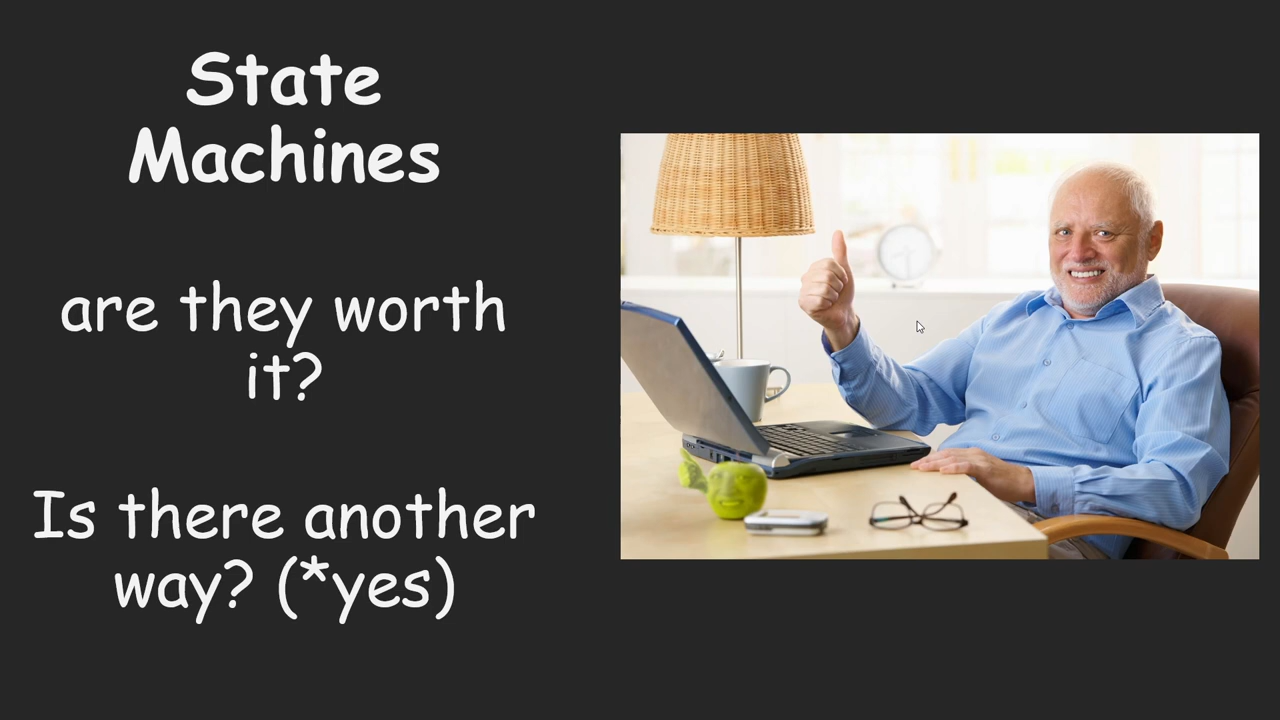 State
Machines
are they worth
it?
Is there another
way? (*yes)